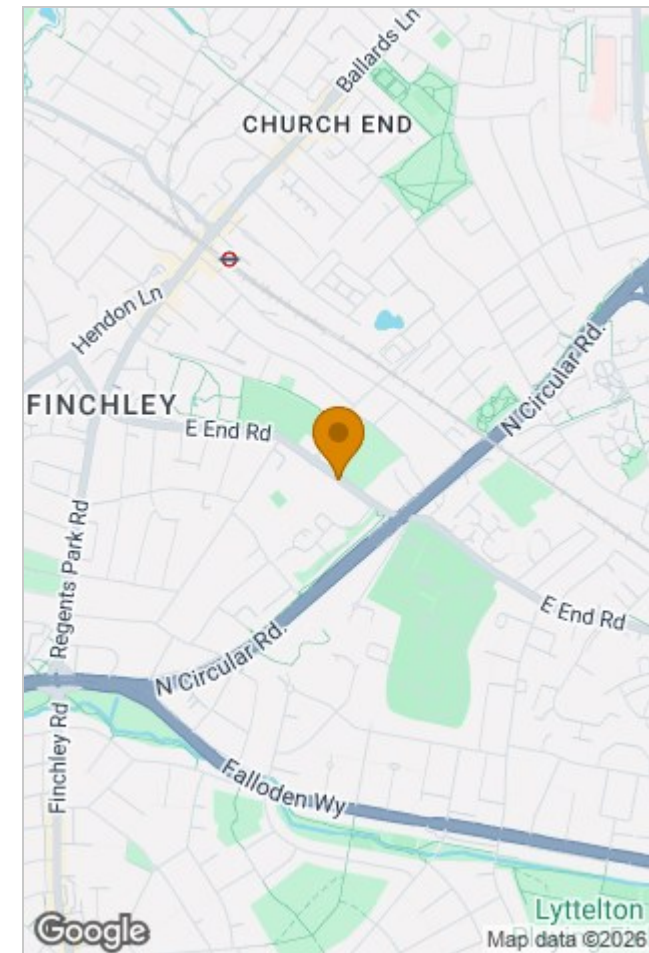 Ballards Ln
CHURCH END
Hendon Ln
N Circular Rd.
FINCHLEY
E End Rd
Regents Park Rd
E End Rd
N Circular Rd.
Finchley Rd
Falloden Wy
Lyttelton
Google
Map data ©2026